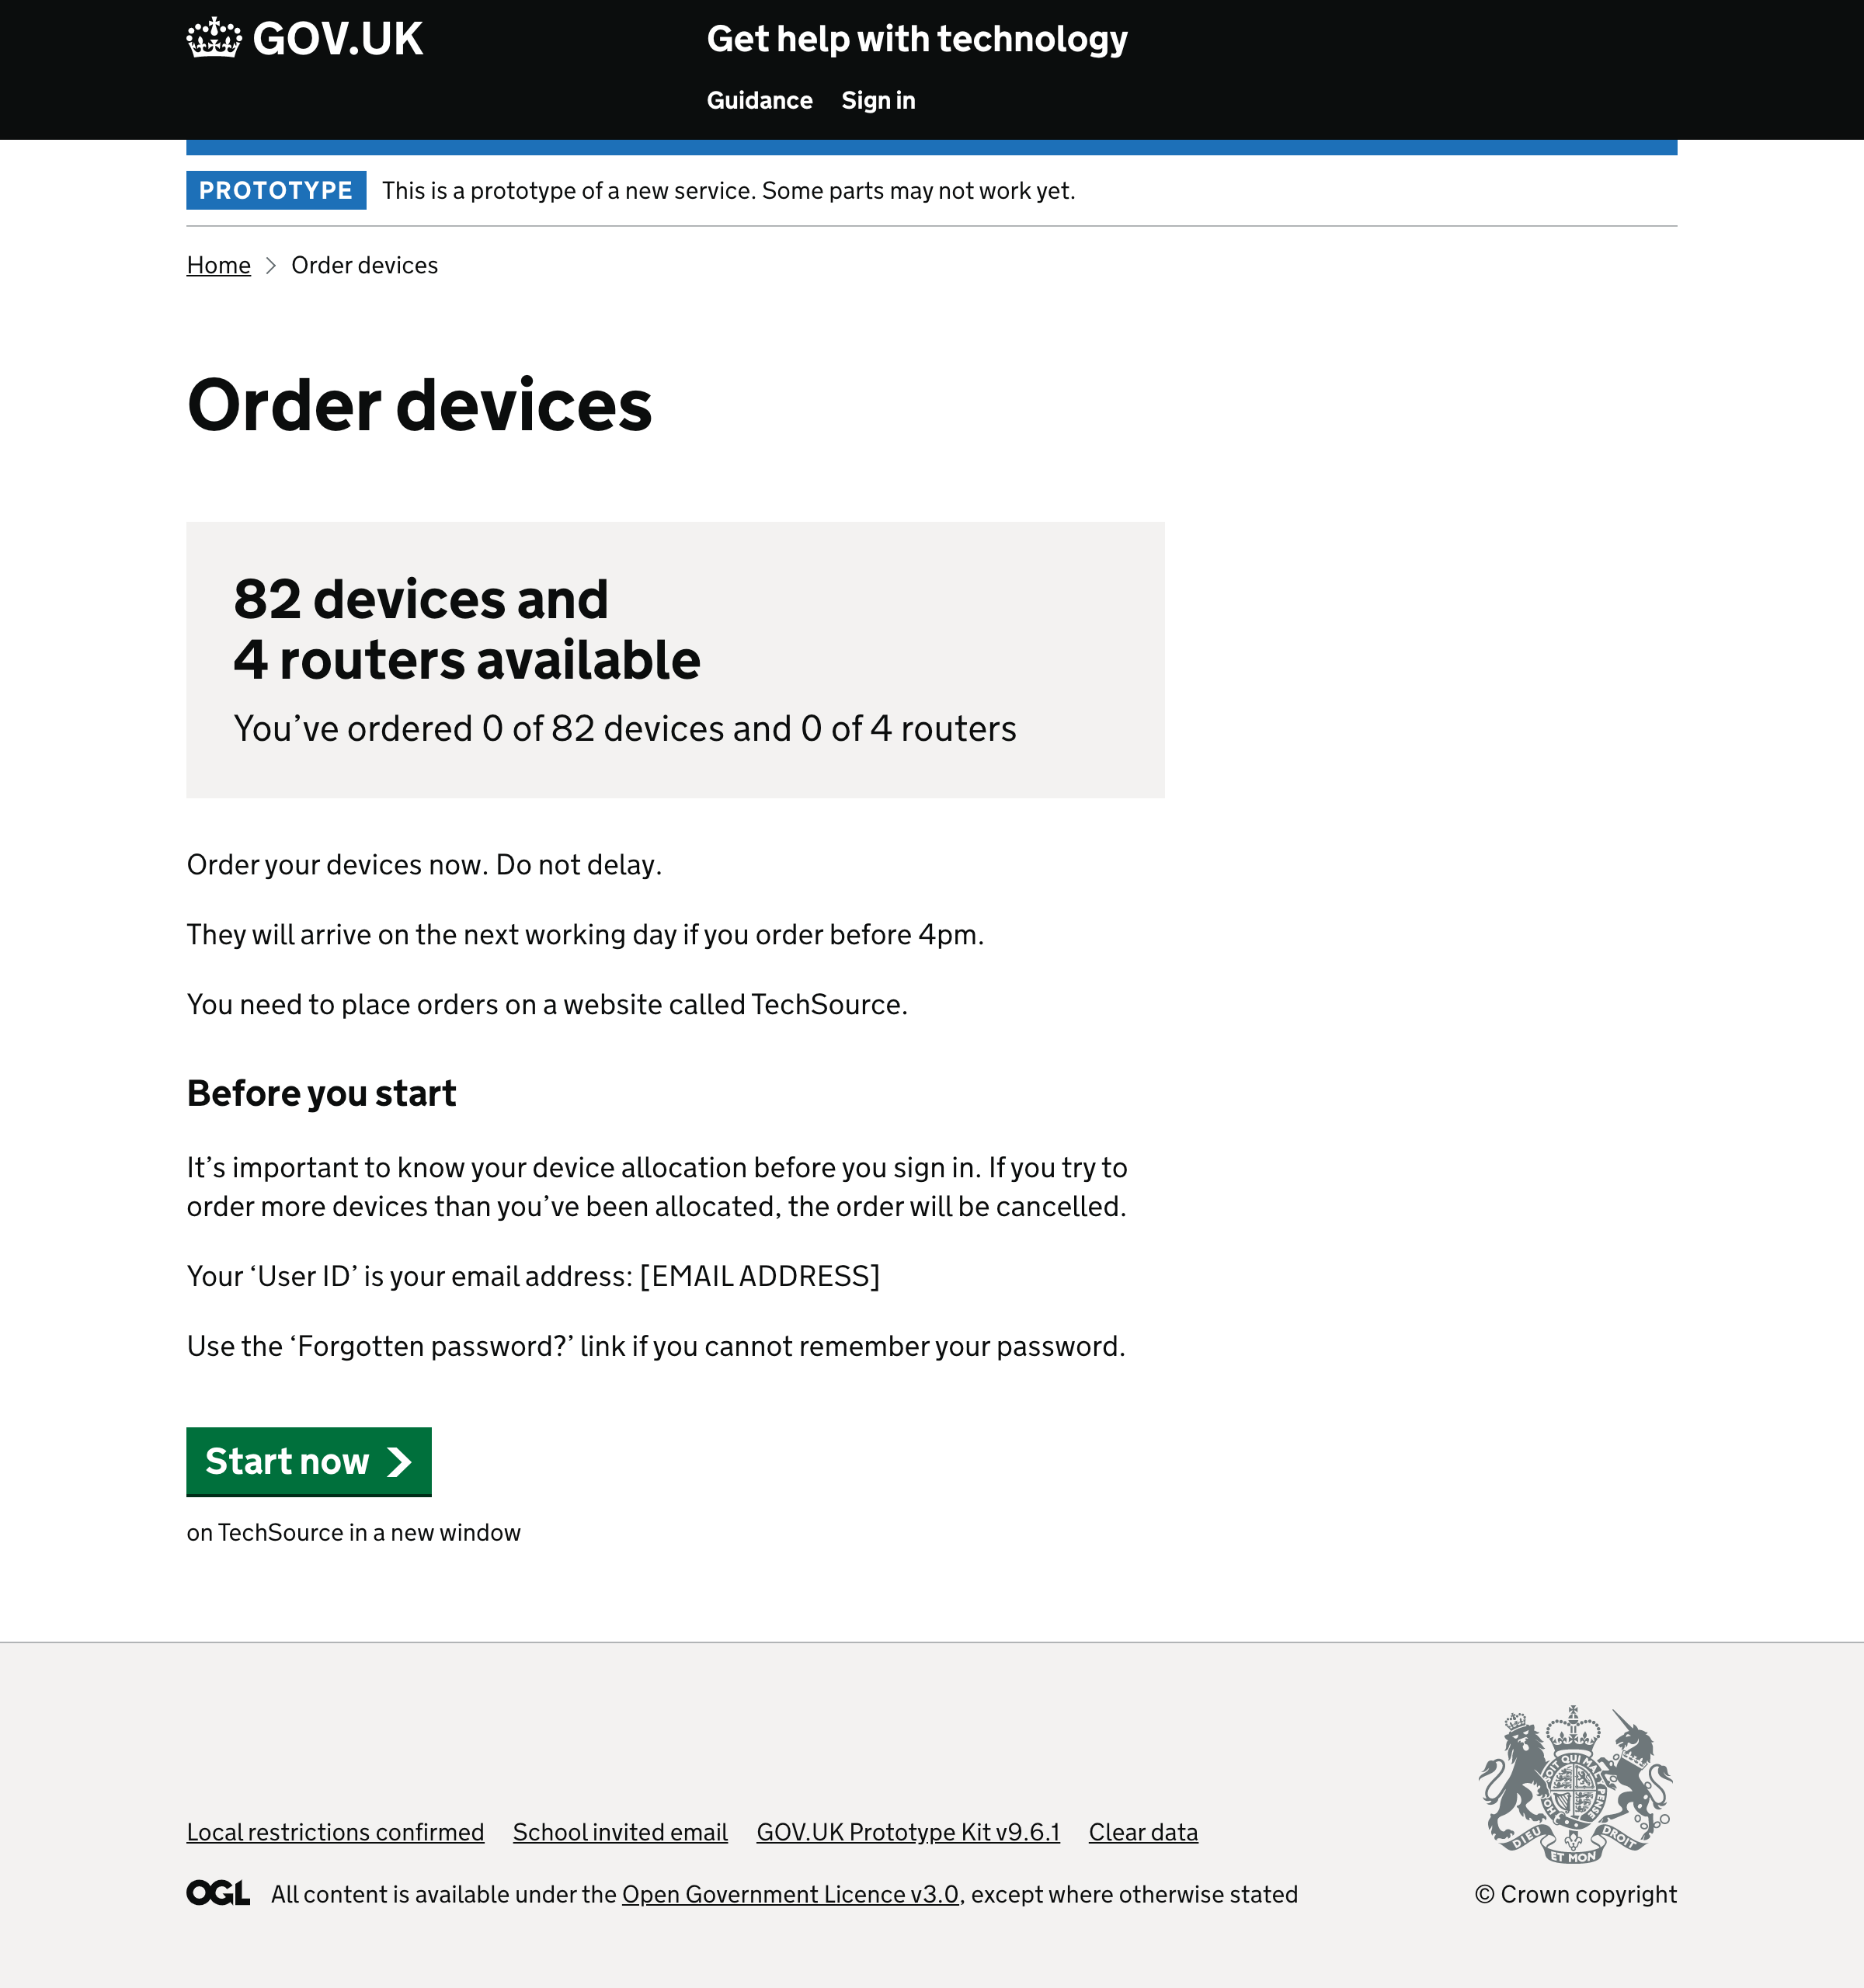 GOV.UK
Get help with technology
Guidance Sign in
PROTOTYPE This is a prototype of a new service. Some parts may not work yet.
Home Order devices
Order devices
82 devices and
4 routers available
You’ve ordered 0 of 82 devices and 0 of 4 routers
Order your devices now. Do not delay.
They will arrive on the next working day if you order before 4pm.
You need to place orders on a website called TechSource.
Before you start
It’s important to know your device allocation before you sign in. If you try to
order more devices than you’ve been allocated, the order will be cancelled.
Your ‘User ID’ is your email address: [EMAIL ADDRESS]
Use the ‘Forgotten password?’ link if you cannot remember your password.
Start now
on TechSource in a new window
Local restrictions confirmed School invited email GOV.UK Prototype Kit v9.6.1 Clear data
OGL All content is available under the Open Government Licence v3.0, except where otherwise stated
DIEU ET MON DROIT
© Crown copyright